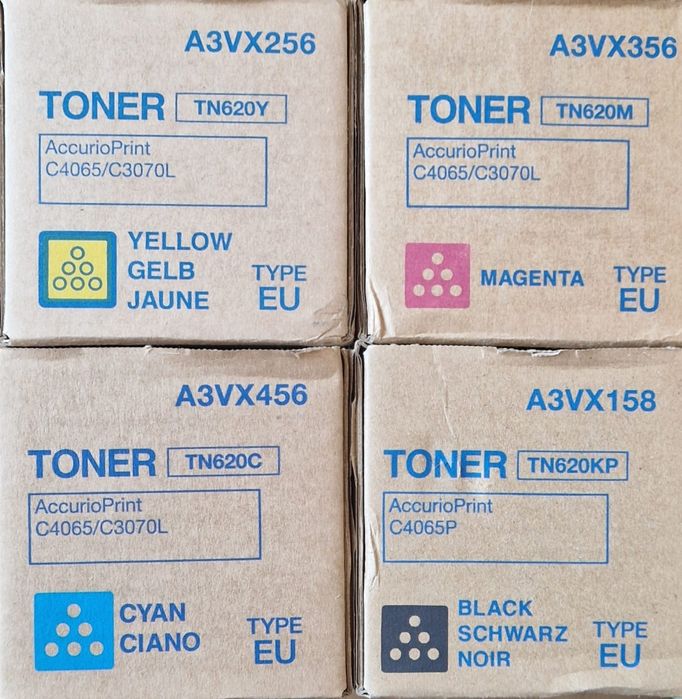 A3VX256
TONER TN620Y
AccurioPrint
C4065/C3070L
YELLOW
GELB
JAUNE
TYPE
EU
A3VX356
TONER TN620M
AccurioPrint
C4065/C3070L
MAGENTA
TYPE
EU
A3VX456
TONER TN620C
AccurioPrint
C4065/C3070L
CYAN
CIANO
TYPE
EU
A3VX158
TONER TN620KP
AccurioPrint
C4065P
BLACK
SCHWARZ
NOIR
TYPE
EU